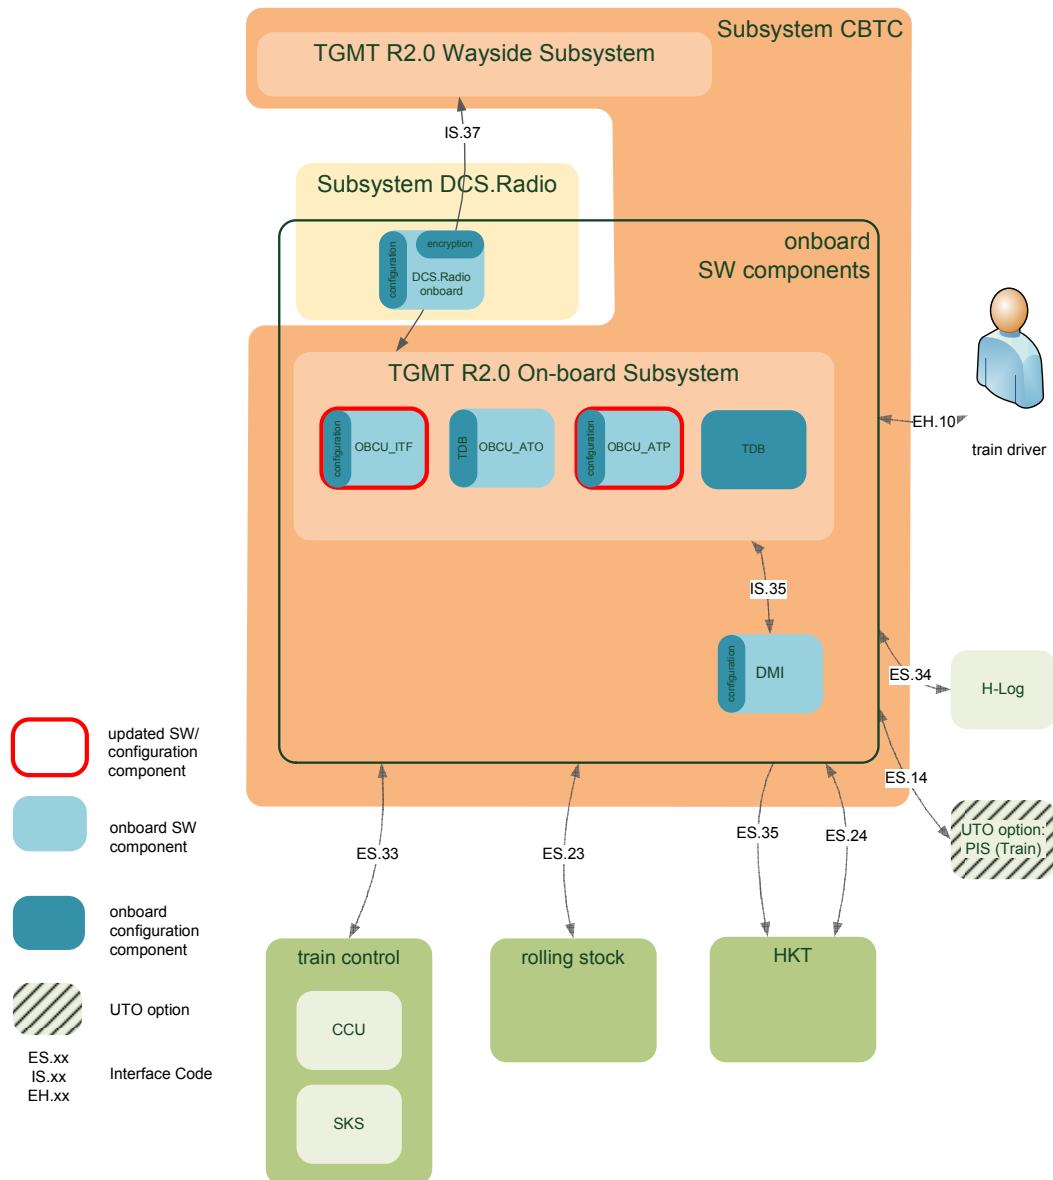 Subsystem CBTC
TGMT R2.0 Wayside Subsystem
IS.37
Subsystem DCS.Radio
configuration
encryption
DCS.Radio
onboard
onboard
SW components
TGMT R2.0 On-board Subsystem
configuration
OBCU_ITF
TDB
OBCU_ATO
configuration
OBCU_ATP
TDB
EH.10
train driver
IS.35
configuration
DMI
ES.34
H-Log
ES.14
UTO option:
PIS (Train)
ES.33
ES.23
ES.35
ES.24
train control
CCU
SKS
rolling stock
HKT
updated SW/
configuration
component
onboard SW
component
onboard
configuration
component
UTO option
ES.xx
IS.xx
EH.xx
Interface Code